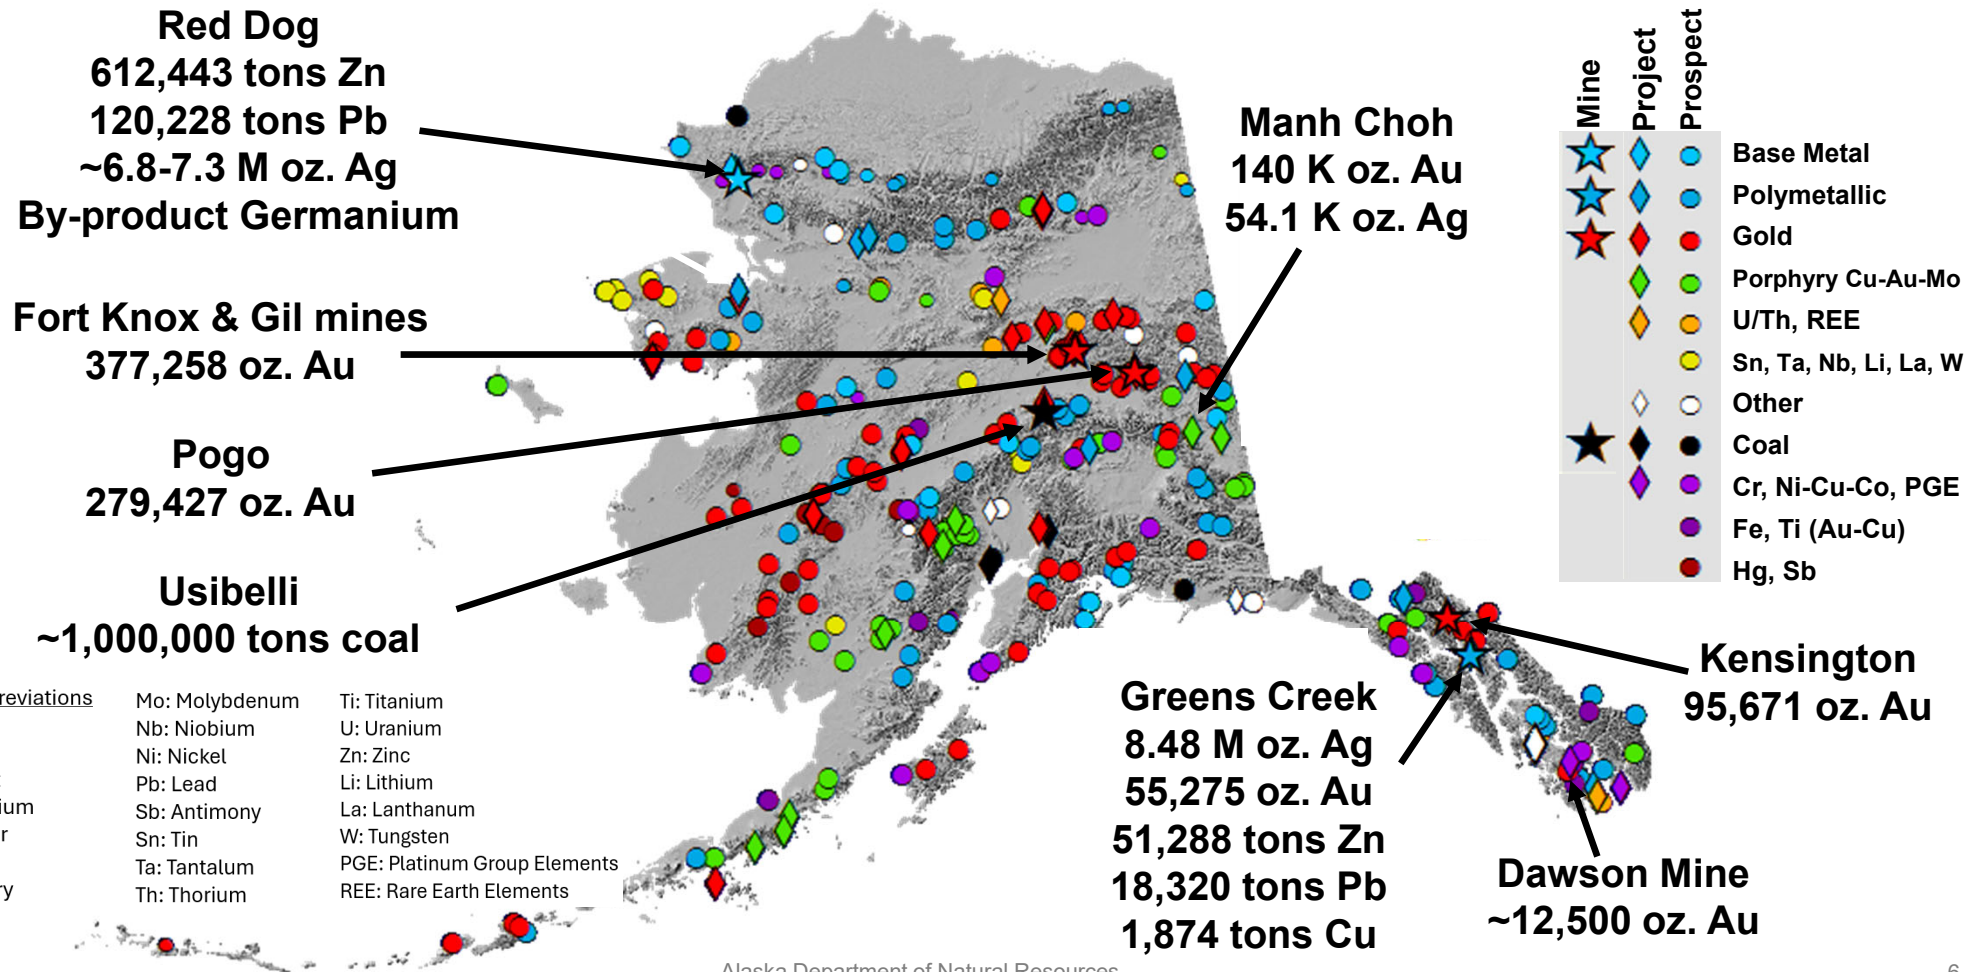 Red Dog
612,443 tons Zn
120,228 tons Pb
~6.8-7.3 M oz. Ag
By-product Germanium
Fort Knox & Gil mines
377,258 oz. Au
Pogo
279,427 oz. Au
Usibelli
~1,000,000 tons coal
Manh Choh
140 K oz. Au
54.1 K oz. Ag
Mine
Project
Prospect
Base Metal
Polymetallic
Gold
Porphyry Cu-Au-Mo
U/Th, REE
Sn, Ta, Nb, Li, La, W
Other
Coal
Cr, Ni-Cu-Co, PGE
Fe, Ti (Au-Cu)
Hg, Sb
Kensington
95,671 oz. Au
Greens Creek
8.48 M oz. Ag
55,275 oz. Au
51,288 tons Zn
18,320 tons Pb
1,874 tons Cu
Dawson Mine
~12,500 oz. Au
reviations
ium
r
ry
Mo: Molybdenum
Nb: Niobium
Ni: Nickel
Pb: Lead
Sb: Antimony
Sn: Tin
Ta: Tantalum
Th: Thorium
Ti: Titanium
U: Uranium
Zn: Zinc
Li: Lithium
La: Lanthanum
W: Tungsten
PGE: Platinum Group Elements
REE: Rare Earth Elements
Alaska Department of Natural Resources
6